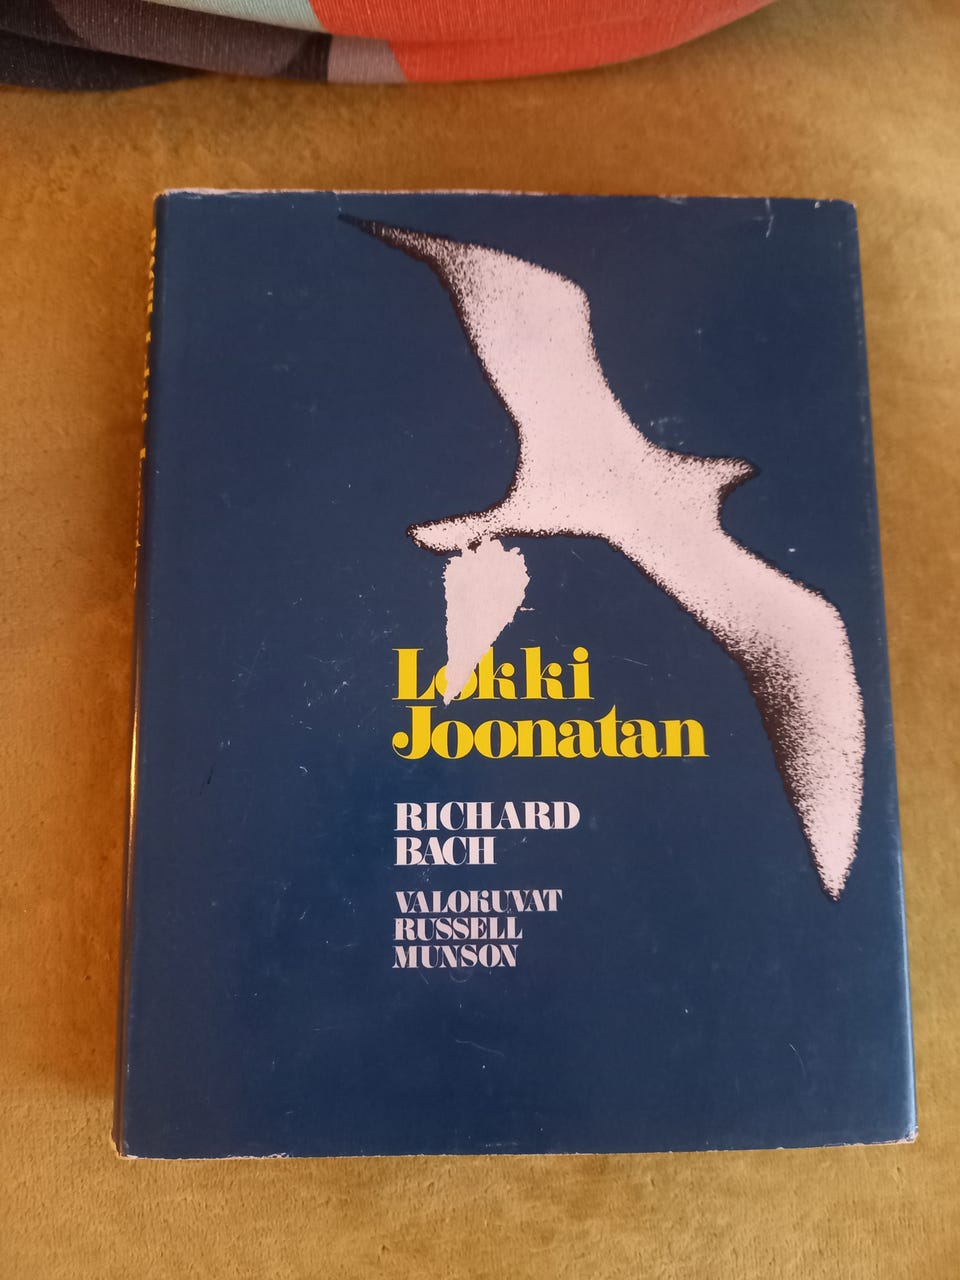 Lokki
Joonatan
RICHARD
BACH
VALOKUVAT
RUSSELL
MUNSON